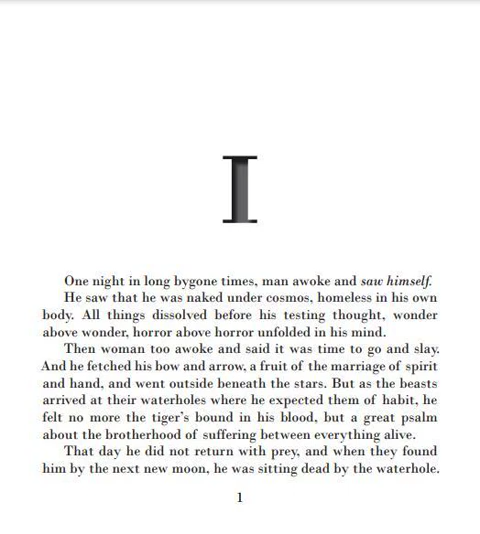 I
One night in long bygone times, man awoke and saw himself.
He saw that he was naked under cosmos, homeless in his own
body. All things dissolved before his testing thought, wonder
above wonder, horror above horror unfolded in his mind.
Then woman too awoke and said it was time to go and slay.
And he fetched his bow and arrow, a fruit of the marriage of spirit
and hand, and went outside beneath the stars. But as the beasts
arrived at their waterholes where he expected them of habit, he
felt no more the tiger's bound in his blood, but a great psalm
about the brotherhood of suffering between everything alive.
That day he did not return with prey, and when they found
him by the next new moon, he was sitting dead by the waterhole.
1